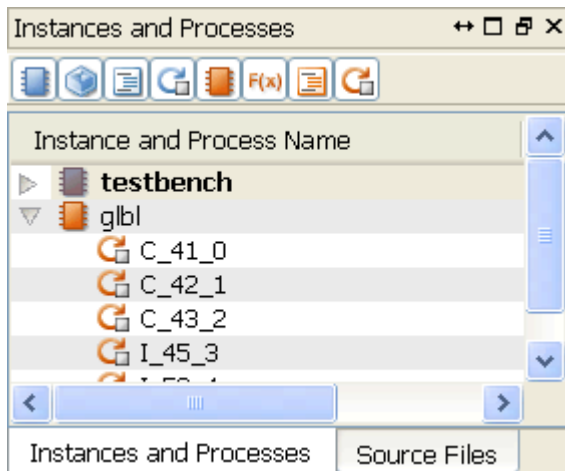 Instances and Processes
F(x)
Instance and Process Name
testbench
glbl
C_41_0
C_42_1
C_43_2
I_45_3
Instances and Processes
Source Files